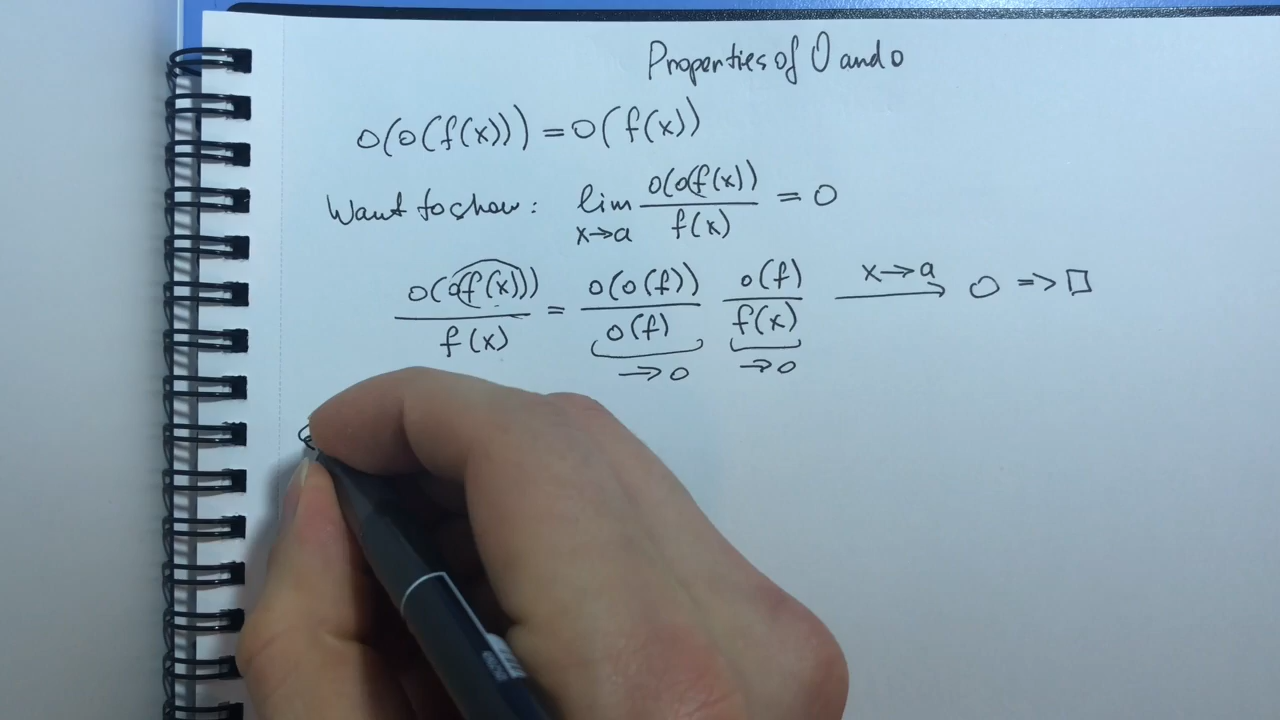 Properties of O and o
o(o(f(x))) = o(f(x))
Want to show: lim x→a o(o(f(x)) / f(x) = 0
o(o(f(x))) / f(x) = o(o(f)) / o(f) o(f) / f(x) x→a 0 => □
→0 →0